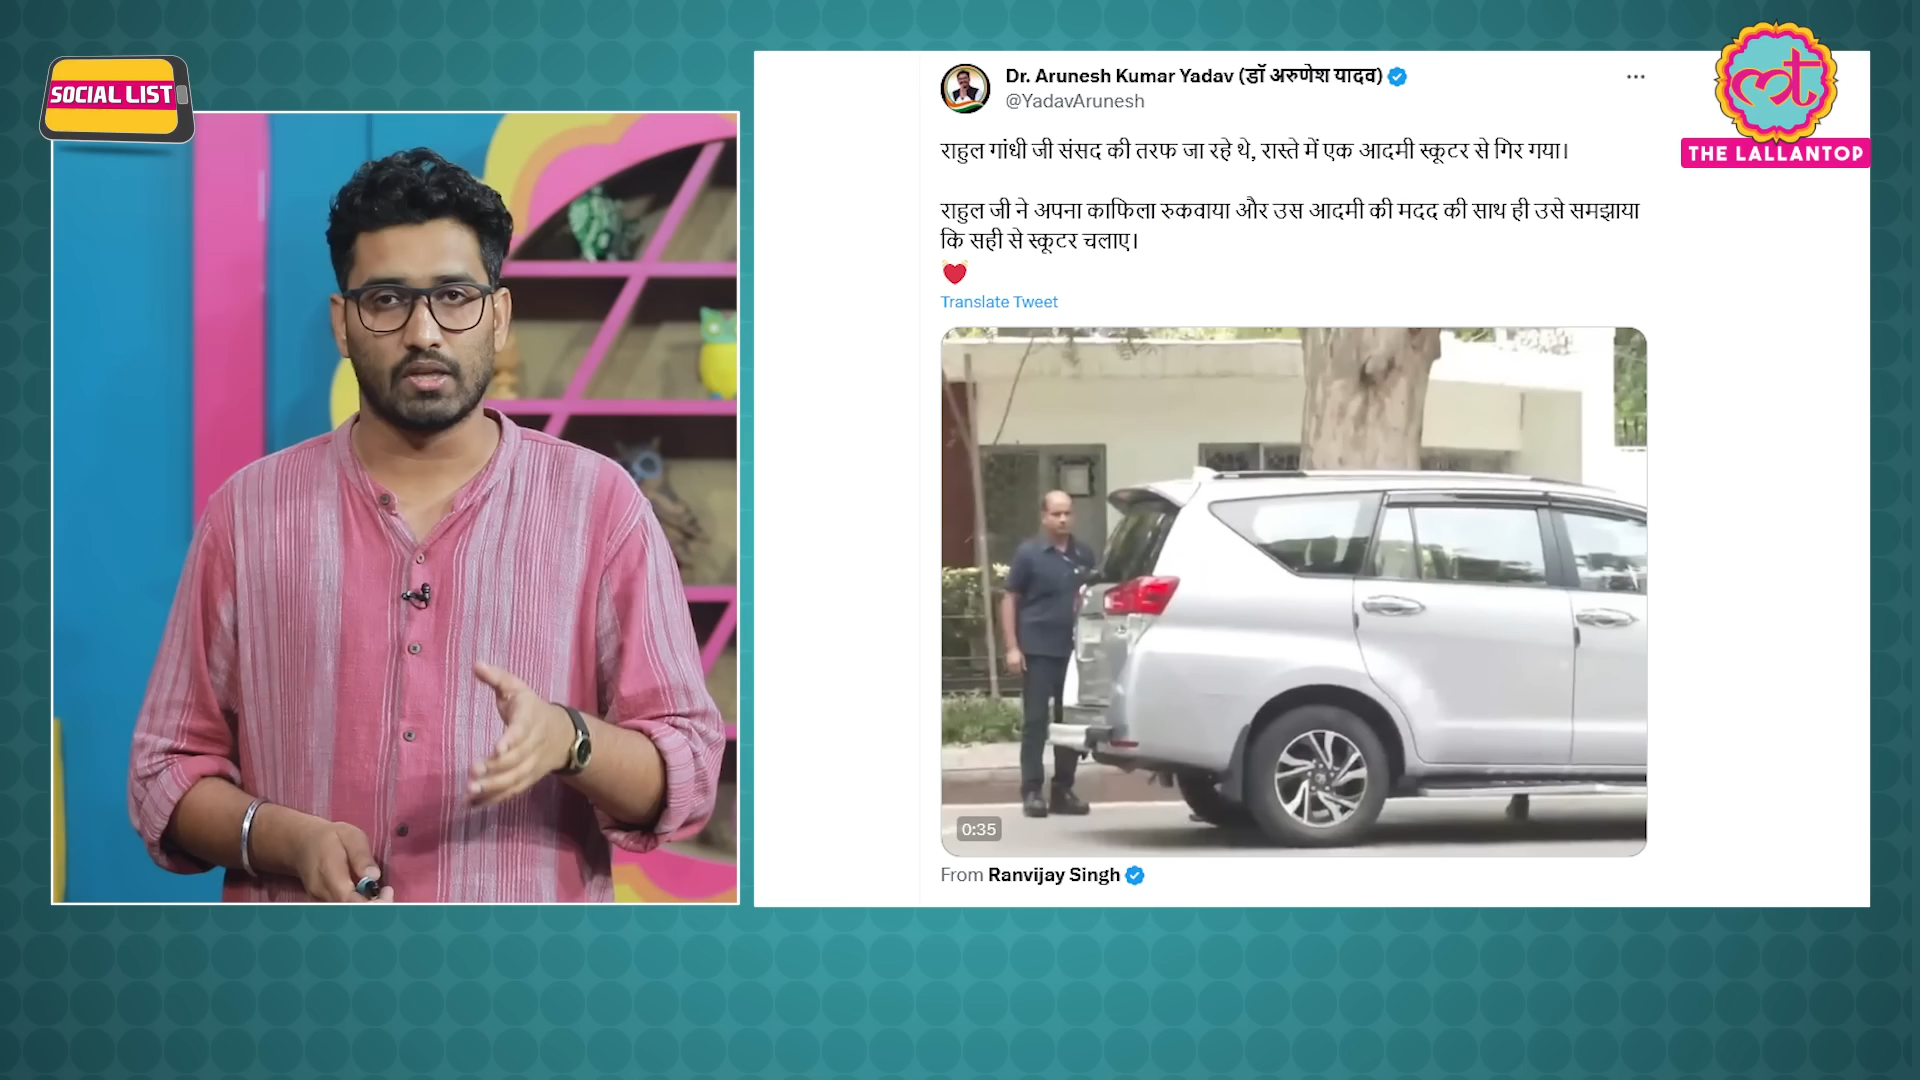 SOCIAL LIST
Dr. Arunesh Kumar Yadav (डॉ अरुणेश यादव)
@YadavArunesh
राहुल गांधी जी संसद की तरफ जा रहे थे, रास्ते में एक आदमी स्कूटर से गिर गया।
राहुल जी ने अपना काफिला रुकवाया और उस आदमी की मदद की साथ ही उसे समझाया
कि सही से स्कूटर चलाए।
Translate Tweet
0:35
From Ranvijay Singh
LT
THE LALLANTOP